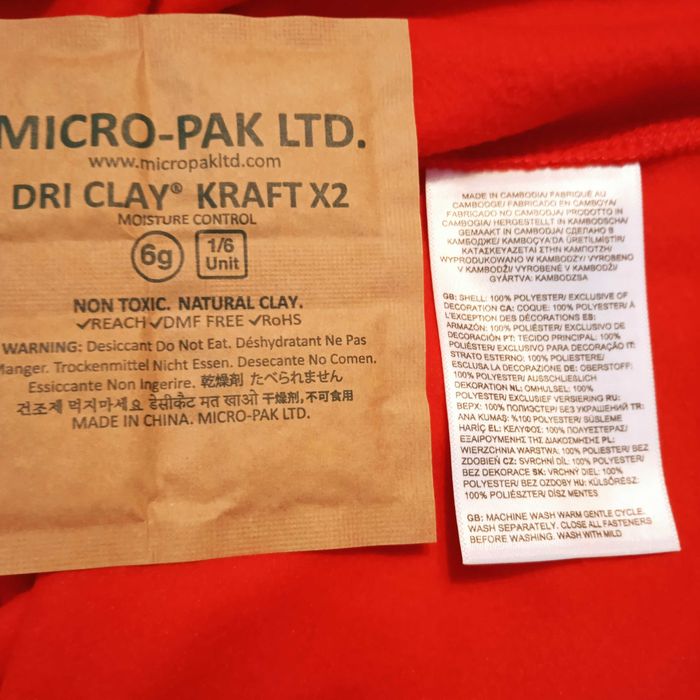 MICRO-PAK LTD.
www.micropakltd.com
DRI CLAY® KRAFT X2
MOISTURE CONTROL
6g
1/6
Unit
NON TOXIC. NATURAL CLAY.
✓REACH ✓DMF FREE ✓RoHS
WARNING: Desiccant Do Not Eat. Déshydratant Ne Pas
Manger. Trockenmittel Nicht Essen. Desecante No Comen.
Essiccante Non Ingerire. 乾燥剤 たべられません
건조제 먹지마세요 डेसीकैट मत खाओ 干燥剂,不可食用
MADE IN CHINA. MICRO-PAK LTD.
MADE IN CAMBODIA/ FABRIQUÉ AU
CAMBODGE/ FABRICADO EN CAMBOYA/
FABRICADO NO CAMBOJA/ PRODOTTO IN
CAMBOGIA/ HERGESTELLT IN KAMBODSCHA/
GEMAAKT IN CAMBODJA/ СДЕЛАНО В
КАМБОДЖЕ/ KAMBOÇYA'DA ÜRETİLMİŞTİR/
ΚΑΤΑΣΚΕΥΑΖΕΤΑΙ ΣΤΗΝ ΚΑΜΠΟΤΖΗ/
WYPRODUKOWANO W KAMBODŻY/ VYROBENO
V KAMBODŽI/ VYROBENÉ V KAMBODŽI/
GYÁRTVA: KAMBODZSA
GB: SHELL: 100% POLYESTER/ EXCLUSIVE OF
DECORATION CA: COQUE: 100% POLYESTER/ À
L'EXCEPTION DES DÉCORATIONS ES:
ARMAZÓN: 100% POLIÉSTER/ EXCLUSIVO DE
DECORACIÓN PT: TECIDO PRINCIPAL: 100%
POLIÉSTER/ EXCLUSIVO DE DECORAÇÃO IT:
STRATO ESTERNO: 100% POLIESTERE/
ESCLUSA LA DECORAZIONE DE: OBERSTOFF:
100% POLYESTER/ AUSSCHLIEßLICH
DEKORATION NL: OMHULSEL: 100%
POLYESTER/ EXCLUSIEF VERSIERING RU:
ВЕРХ: 100% ПОЛИЭСТЕР/ БЕЗ УКРАШЕНИЙ TR:
ANA KUMAŞ: %100 POLYESTER/ SÜSLEME
HARİÇ EL: ΚΕΛΥΦΟΣ: 100% ΠΟΛΥΕΣΤΕΡΑΣ/
ΕΞΑΙΡΟΥΜΕΝΗΣ ΤΗΣ ΔΙΑΚΟΣΜΗΣΗΣ PL:
WIERZCHNIA WARSTWA: 100% POLIESTER/ BEZ
ZDOBIEŃ CZ: SVRCHNÍ DÍL: 100% POLYESTER/
BEZ DEKORACE SK: VRCHNÝ DIEL: 100%
POLYESTER/ BEZ OZDOBY HU: KÜLSŐRÉSZ:
100% POLIÉSZTER/ DÍSZ MENTES
GB: MACHINE WASH WARM GENTLE CYCLE.
WASH SEPARATELY. CLOSE ALL FASTENERS
BEFORE WASHING. WASH WITH MILD